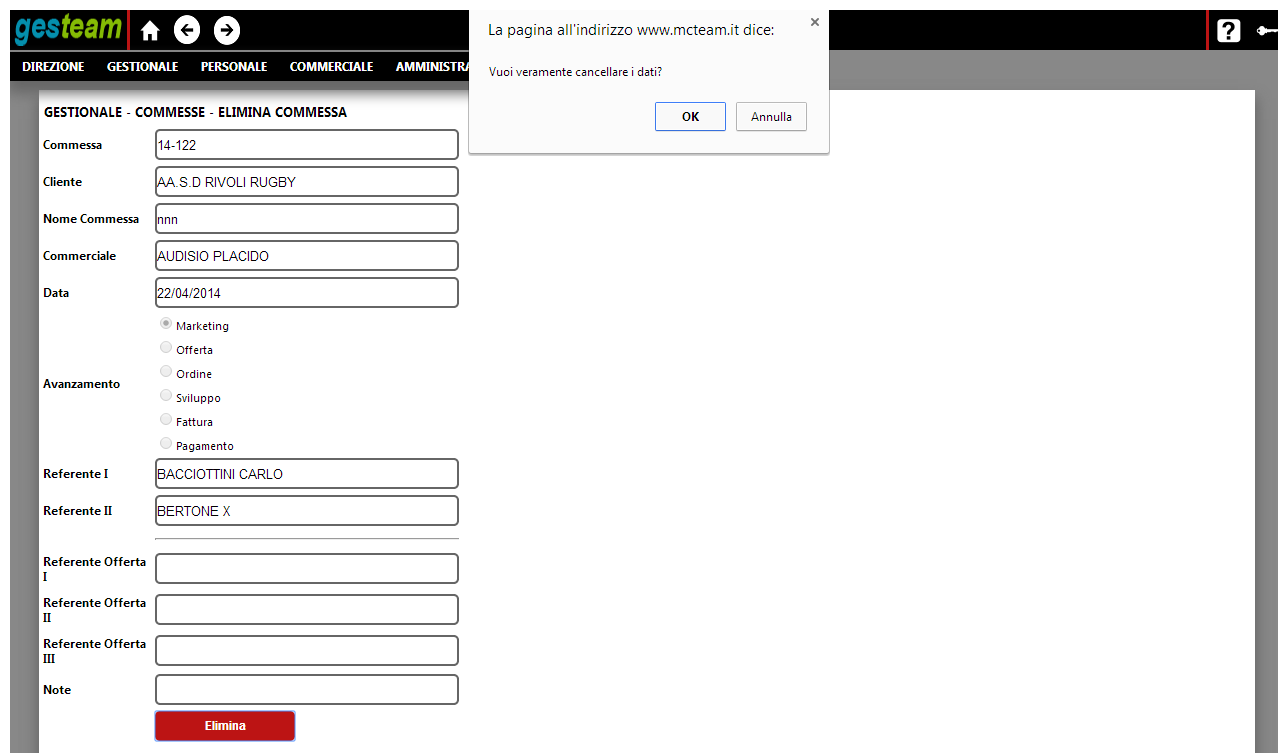 gesteam
?
La pagina all'indirizzo www.mcteam.it dice:
Vuoi veramente cancellare i dati?
OK
Annulla
DIREZIONE GESTIONALE PERSONALE COMMERCIALE AMMINISTRA
GESTIONALE - COMMESSE - ELIMINA COMMESSA
Commessa 14-122
Cliente AA.S.D RIVOLI RUGBY
Nome Commessa nnn
Commerciale AUDISIO PLACIDO
Data 22/04/2014
Avanzamento
Marketing
Offerta
Ordine
Sviluppo
Fattura
Pagamento
Referente I BACCIOTTINI CARLO
Referente II BERTONE X
Referente Offerta
I
Referente Offerta
II
Referente Offerta
III
Note
Elimina